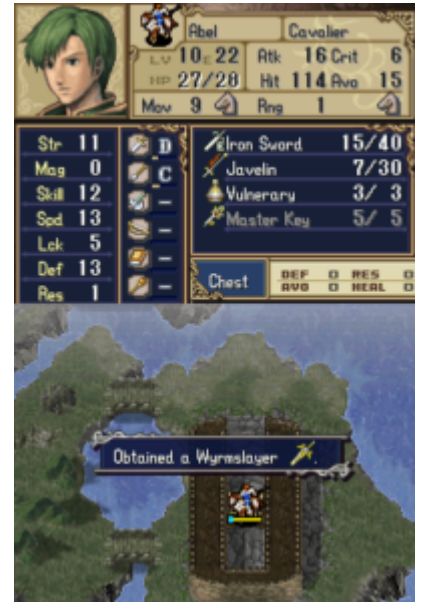 Abel Cavalier
LV 10 E 22 Atk 16 Crit 6
HP 27/28 Hit 114 Avo 15
Mov 9 Rng 1
Str 11 D Iron Sword 15/40
Mag 0 C Javelin 7/30
Skill 12 – Vulnerary 3/ 3
Spd 13 – Master Key 5/ 5
Lck 5 –
Def 13 –
Res 1
Chest DEF 0 RES 0
AVO 0 HEAL 0
Obtained a Wyrmslayer.